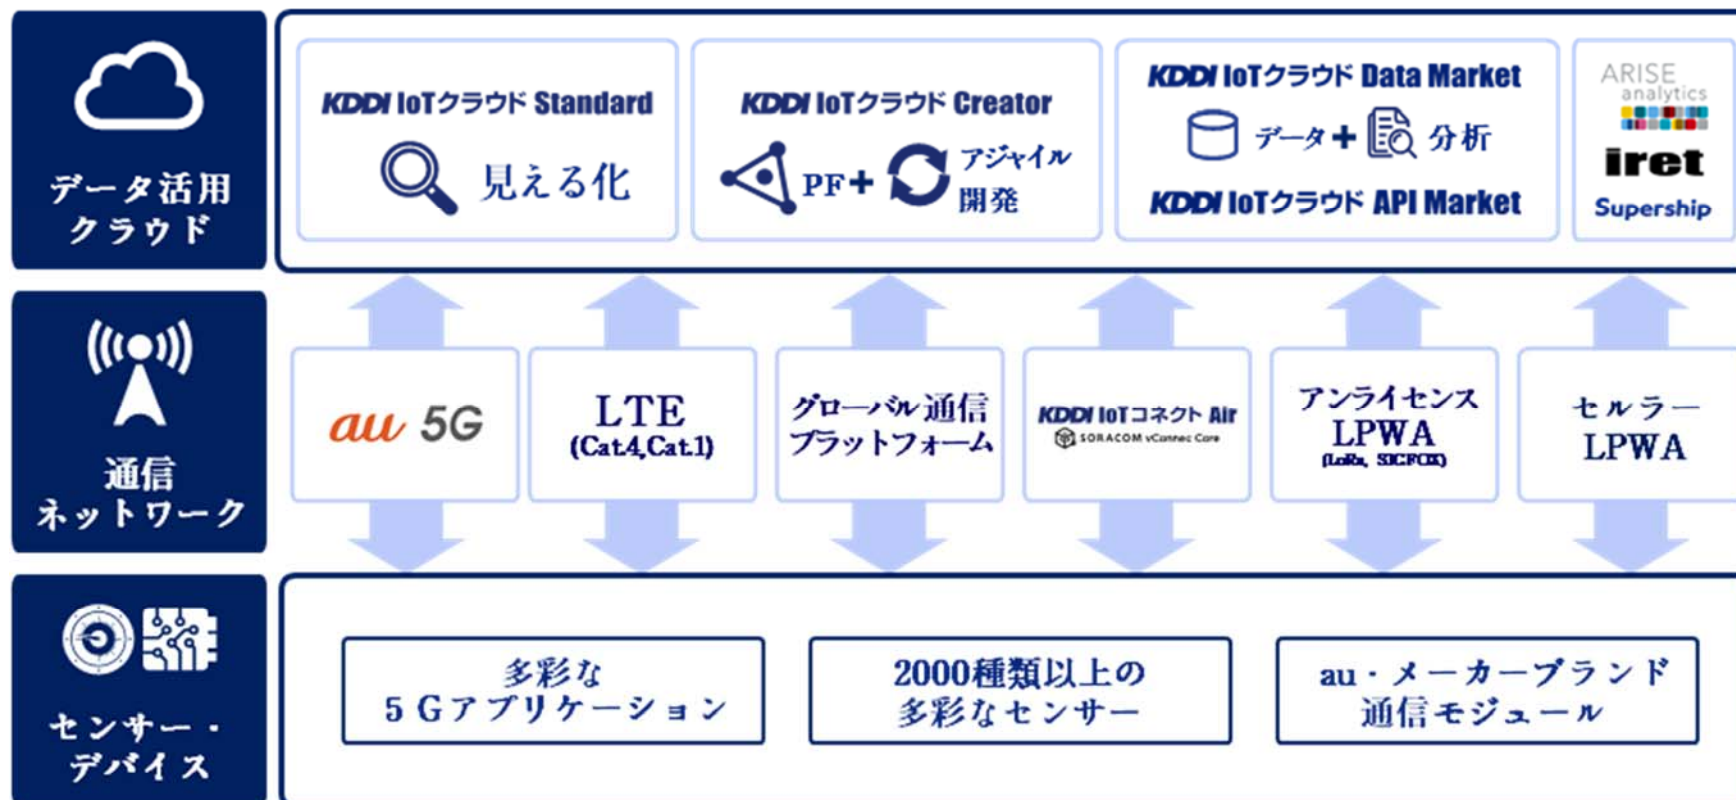 データ活用
クラウド
KDDI IoTクラウド Standard
見える化
KDDI IoTクラウド Creator
PF+
アジャイル
開発
KDDI IoTクラウド Data Market
データ+
分析
KDDI IoTクラウド API Market
ARISE
analytics
iret
Supership
通信
ネットワーク
au 5G
LTE
(Cat.4,Cat.1)
グローバル通信
プラットフォーム
KDDI IoTコネクト Air
SORACOM vConnec Core
アンライセンス
LPWA
(LoRa, SIGFOX)
セルラー
LPWA
センサー・
デバイス
多彩な
5Gアプリケーション
2000種類以上の
多彩なセンサー
au・メーカーブランド
通信モジュール